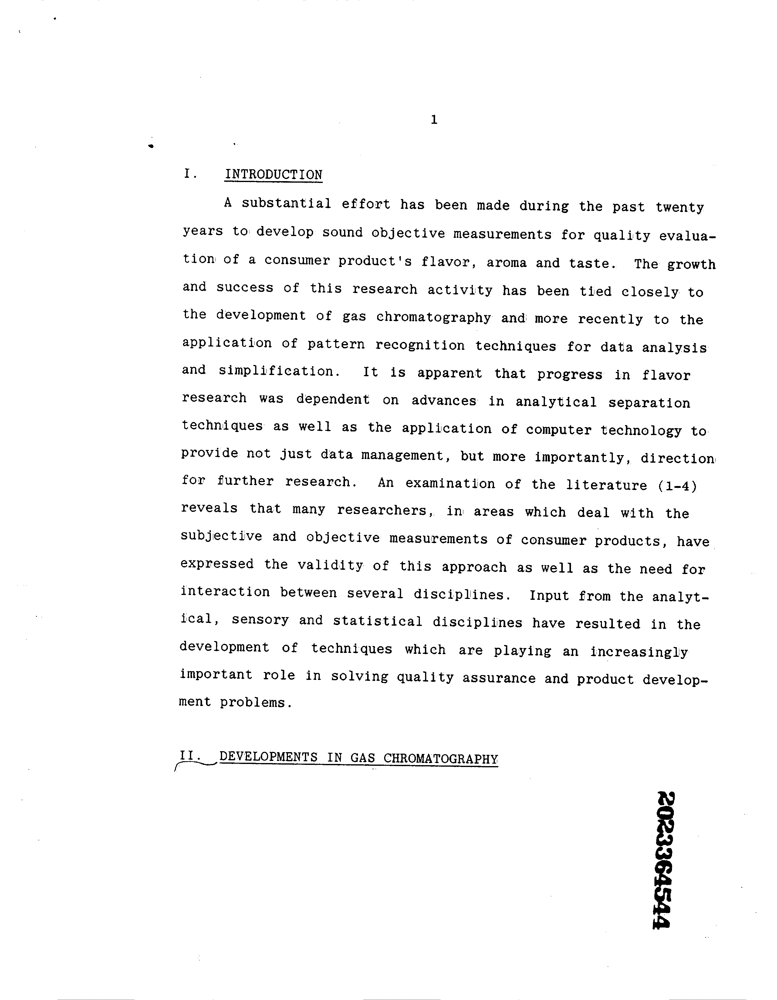 1
I. INTRODUCTION
A substantial effort has been made during the past twenty
years to develop sound objective measurements for quality evalua-
tion of a consumer product's flavor, aroma and taste. The growth
and success of this research activity has been tied closely to
the development of gas chromatography and more recently to the
application of pattern recognition techniques for data analysis
and simplification. It is apparent that progress in flavor
research was dependent on advances in analytical separation
techniques as well as the application of computer technology to
provide not just data management, but more importantly, direction
for further research. An examination of the literature (1-4)
reveals that many researchers, in areas which deal with the
subjective and objective measurements of consumer products, have
expressed the validity of this approach as well as the need for
interaction between several disciplines. Input from the analyt-
ical, sensory and statistical disciplines have resulted in the
development of techniques which are playing an increasingly
important role in solving quality assurance and product develop-
ment problems.
II. DEVELOPMENTS IN GAS CHROMATOGRAPHY
2023364544